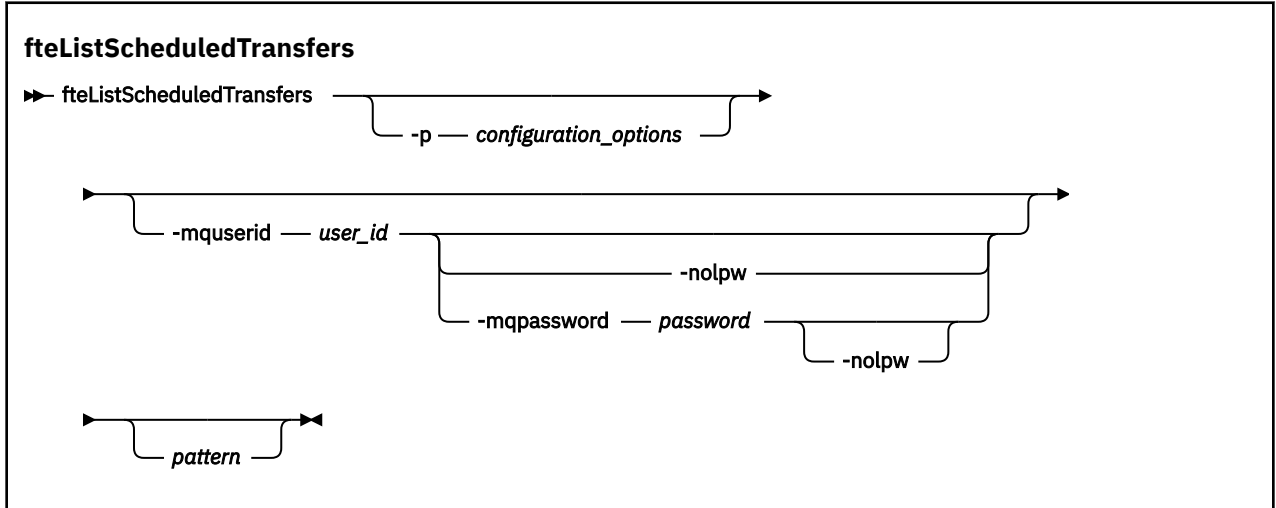 fteListScheduledTransfers
fteListScheduledTransfers
-p configuration_options
-mquserid user_id
-nolpw
-mqpassword password
-nolpw
pattern